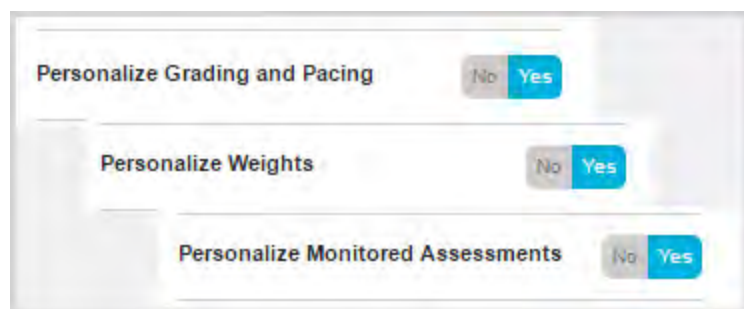 Personalize Grading and Pacing No Yes
Personalize Weights No Yes
Personalize Monitored Assessments No Yes